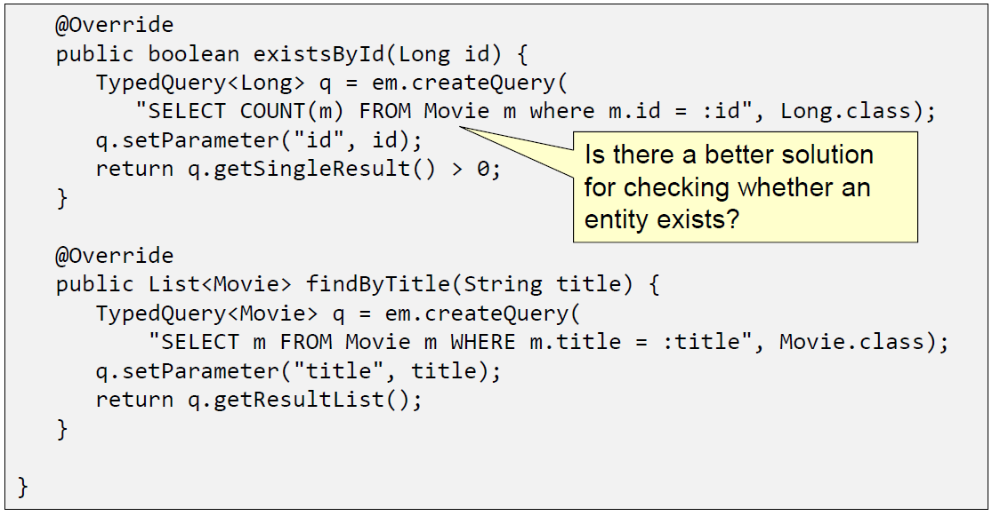 @Override
public boolean existsById(Long id) {
TypedQuery<Long> q = em.createQuery(
"SELECT COUNT(m) FROM Movie m where m.id = :id", Long.class);
q.setParameter("id", id);
return q.getSingleResult() > 0;
}
Is there a better solution
for checking whether an
entity exists?
@Override
public List<Movie> findByTitle(String title) {
TypedQuery<Movie> q = em.createQuery(
"SELECT m FROM Movie m WHERE m.title = :title", Movie.class);
q.setParameter("title", title);
return q.getResultList();
}
}